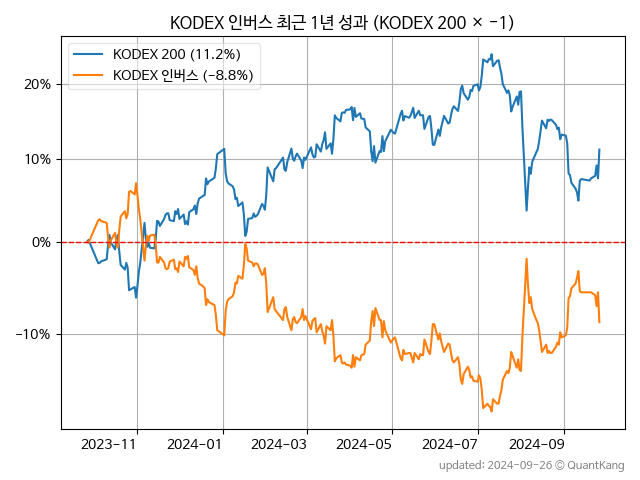 KODEX 인버스 최근 1년 성과 (KODEX 200 × −1)
KODEX 200 (11.2%)
KODEX 인버스 (−8.8%)
20%
10%
0%
−10%
2023-11 2024-01 2024-03 2024-05 2024-07 2024-09
updated: 2024-09-26 © QuantKang